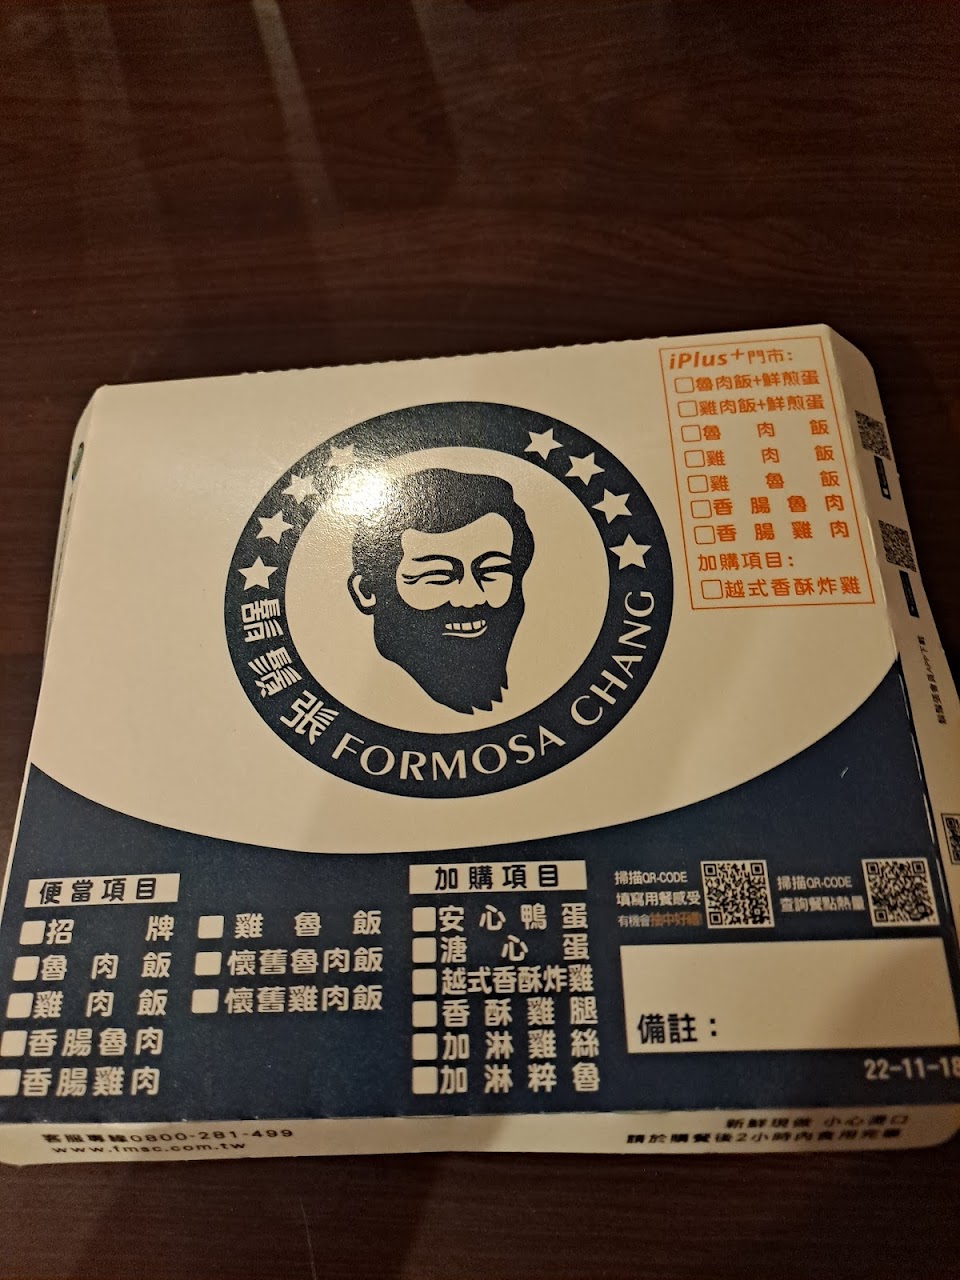 iPlus+門市:
魯肉飯+鮮煎蛋
雞肉飯+鮮煎蛋
魯肉飯
雞肉飯
雞魯飯
香腸魯肉
香腸雞肉
加購項目:
越式香酥炸雞
鬍鬚張 FORMOSA CHANG
便當項目
招牌
魯肉飯
雞肉飯
香腸魯肉
香腸雞肉
雞魯飯
懷舊魯肉飯
懷舊雞肉飯
加購項目
安心鴨蛋
溏心蛋
越式香酥炸雞
香酥雞腿
加淋雞絲
加淋粹魯
掃描QR-CODE
填寫用餐感受
有機會抽中好禮!
掃描QR-CODE
查詢餐點熱量
備註：
22-11-18
客服專線0800-281-499
www.fmsc.com.tw
新鮮現做 小心燙口
請於購餐後2小時內食用完畢